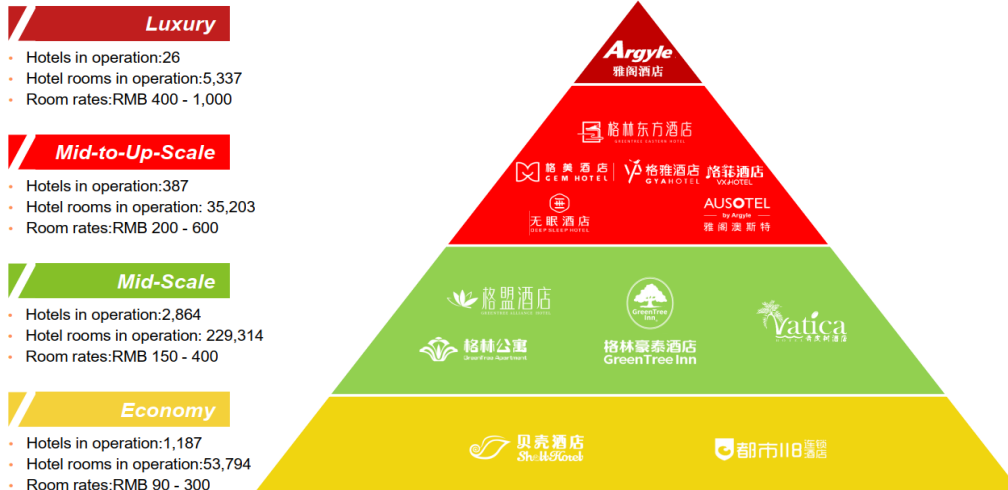 Luxury
• Hotels in operation:26
• Hotel rooms in operation:5,337
• Room rates:RMB 400 - 1,000
Mid-to-Up-Scale
• Hotels in operation:387
• Hotel rooms in operation: 35,203
• Room rates:RMB 200 - 600
Mid-Scale
• Hotels in operation:2,864
• Hotel rooms in operation: 229,314
• Room rates:RMB 150 - 400
Economy
• Hotels in operation:1,187
• Hotel rooms in operation:53,794
• Room rates:RMB 90 - 300
Argyle
雅阁酒店
格林东方酒店
GREENTREE EASTERN HOTEL
格美酒店
GEM HOTEL
格雅酒店
GYAHOTEL
VX HOTEL
无眠酒店
DEEP SLEEP HOTEL
AUSOTEL
by Argyle
雅阁澳斯特
格盟酒店
GREENTREE ALLIANCE HOTEL
格林公寓
GreenTree Apartment
GreenTree
Inn
格林豪泰酒店
GreenTree Inn
Vatica
贝壳酒店
Shell Hotel
都市118
连锁
酒店